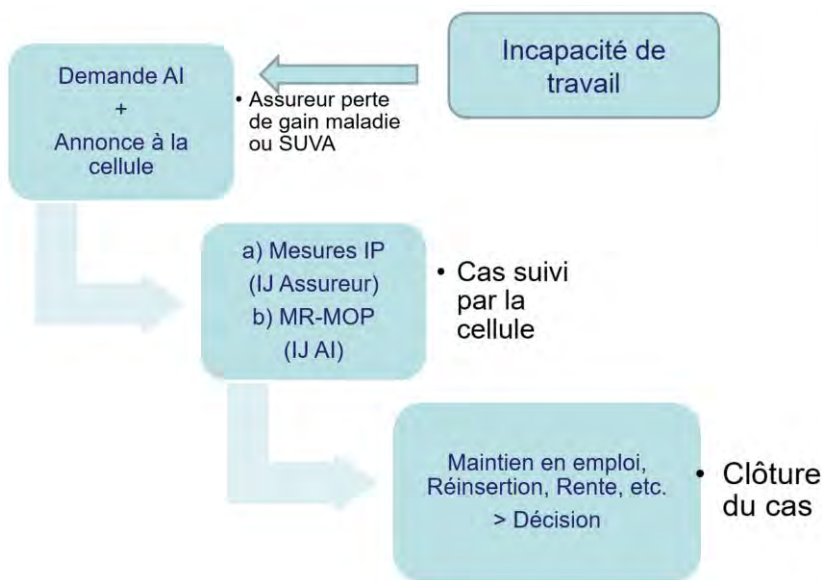 Incapacité de
travail
Demande AI
+
Annonce à la
cellule
• Assureur perte
de gain maladie
ou SUVA
a) Mesures IP
(IJ Assureur)
b) MR-MOP
(IJ AI)
• Cas suivi
par la
cellule
Maintien en emploi,
Réinsertion, Rente, etc.
> Décision
• Clôture
du cas